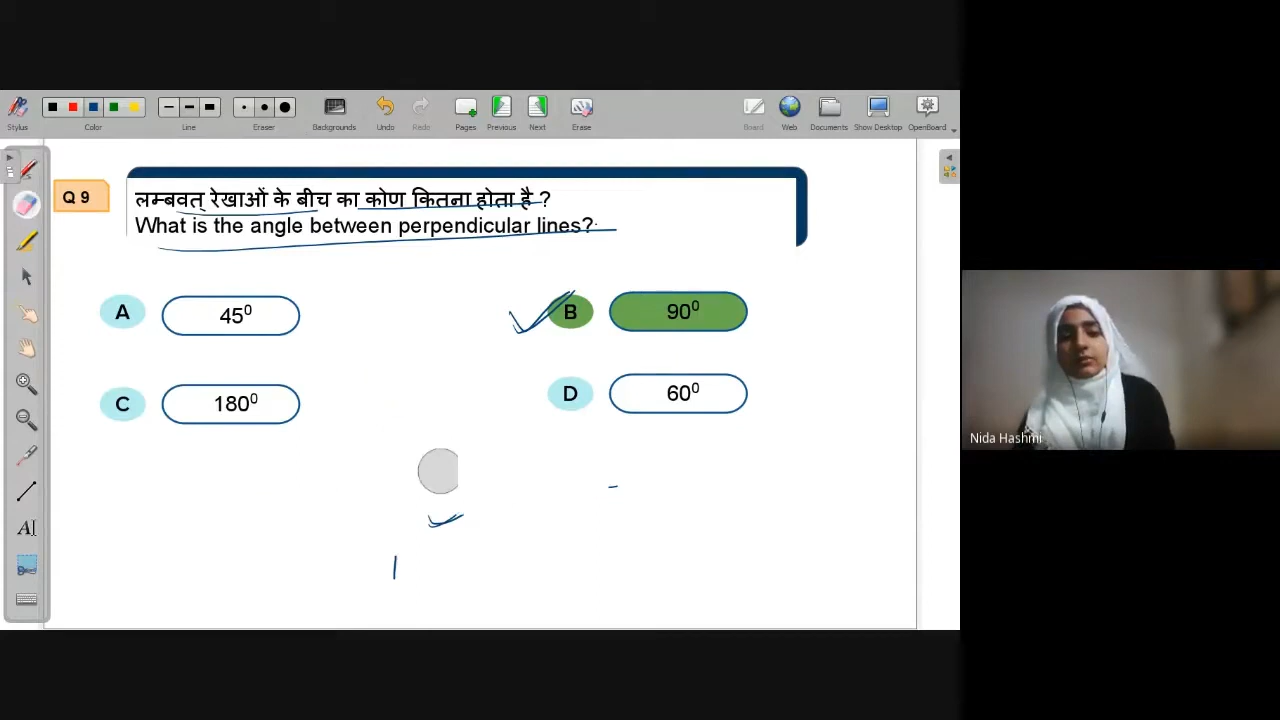 Stylus
Color
Line
Eraser
Backgrounds
Undo
Redo
Pages
Previous
Next
Erase
Board
Web
Documents
Show Desktop
OpenBoard
Q 9
लम्बवत् रेखाओं के बीच का कोण कितना होता है ?
What is the angle between perpendicular lines?
A 45⁰
B 90⁰
C 180⁰
D 60⁰
Nida Hashmi